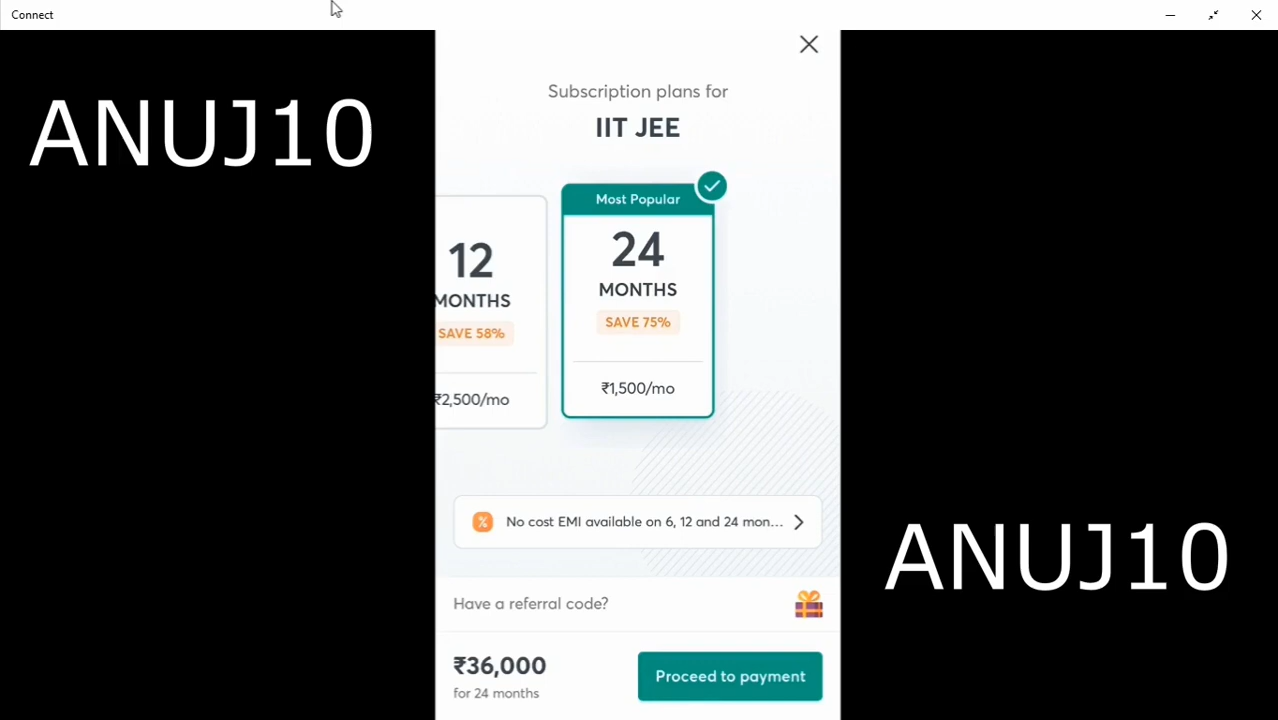 Connect
ANUJ10
Subscription plans for
IIT JEE
12
MONTHS
SAVE 58%
₹2,500/mo
Most Popular
24
MONTHS
SAVE 75%
₹1,500/mo
No cost EMI available on 6, 12 and 24 mon...
ANUJ10
Have a referral code?
₹36,000
for 24 months
Proceed to payment